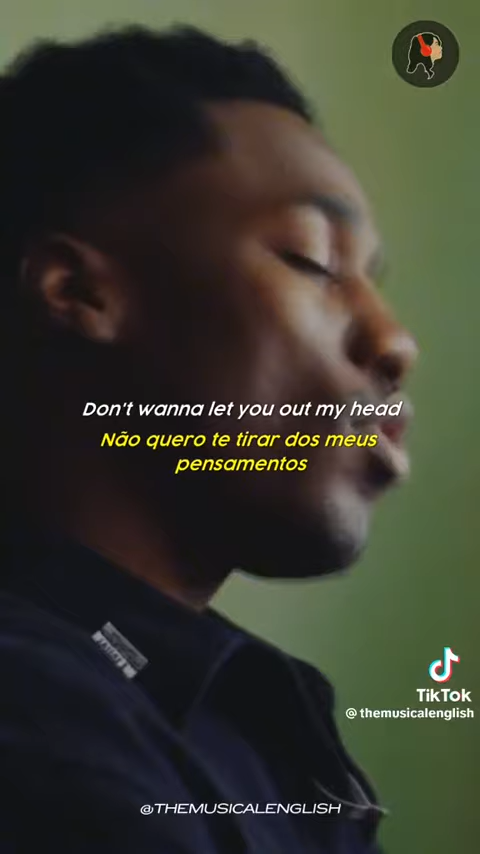 Don't wanna let you out my head
Não quero te tirar dos meus
pensamentos
TikTok
@ themusicalenglish
@THEMUSICALENGLISH